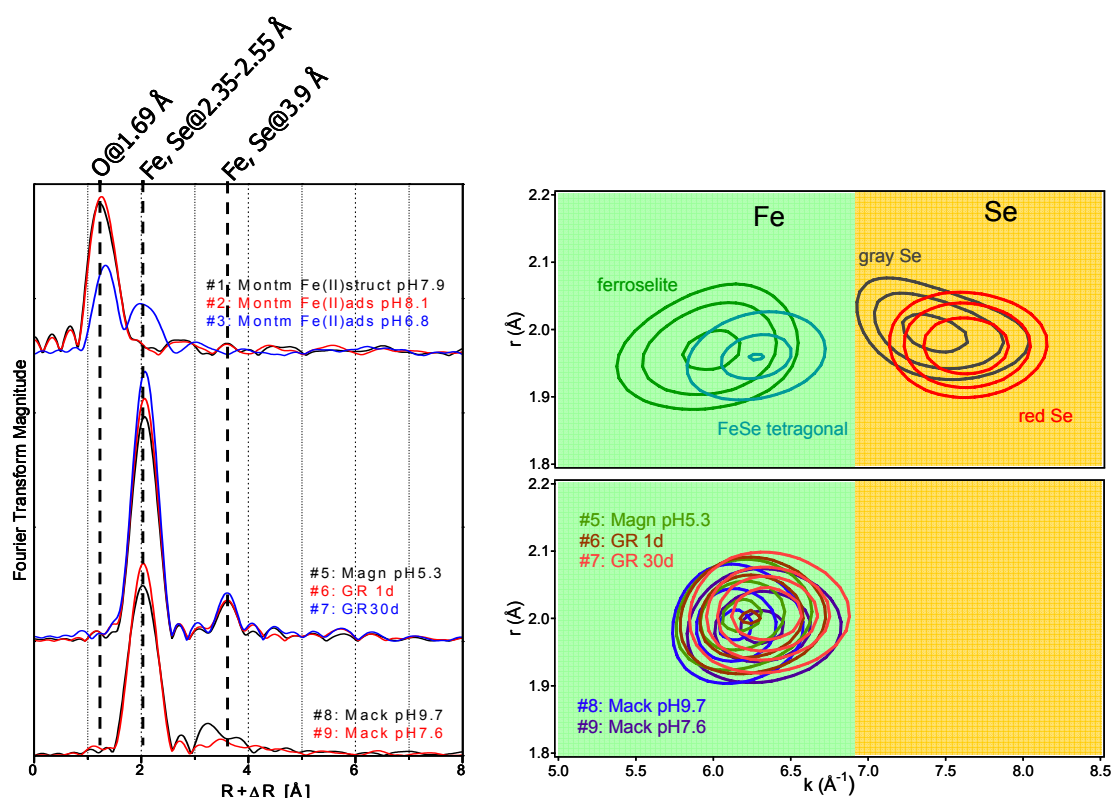 O@1.69 Å
Fe, Se@2.35-2.55 Å
Fe, Se@3.9 Å
#1: Montm Fe(II)struct pH7.9
#2: Montm Fe(II)ads pH8.1
#3: Montm Fe(II)ads pH6.8
#5: Magn pH5.3
#6: GR 1d
#7: GR30d
#8: Mack pH9.7
#9: Mack pH7.6
Fourier Transform Magnitude
0 2 4 6 8
R+ΔR [Å]
Fe
Se
gray Se
ferroselite
FeSe tetragonal
red Se
2.2
2.1
2.0
1.9
1.8
r (Å)
#5: Magn pH5.3
#6: GR 1d
#7: GR 30d
#8: Mack pH9.7
#9: Mack pH7.6
2.2
2.1
2.0
1.9
1.8
r (Å)
5.0 5.5 6.0 6.5 7.0 7.5 8.0 8.5
k (Å⁻¹)